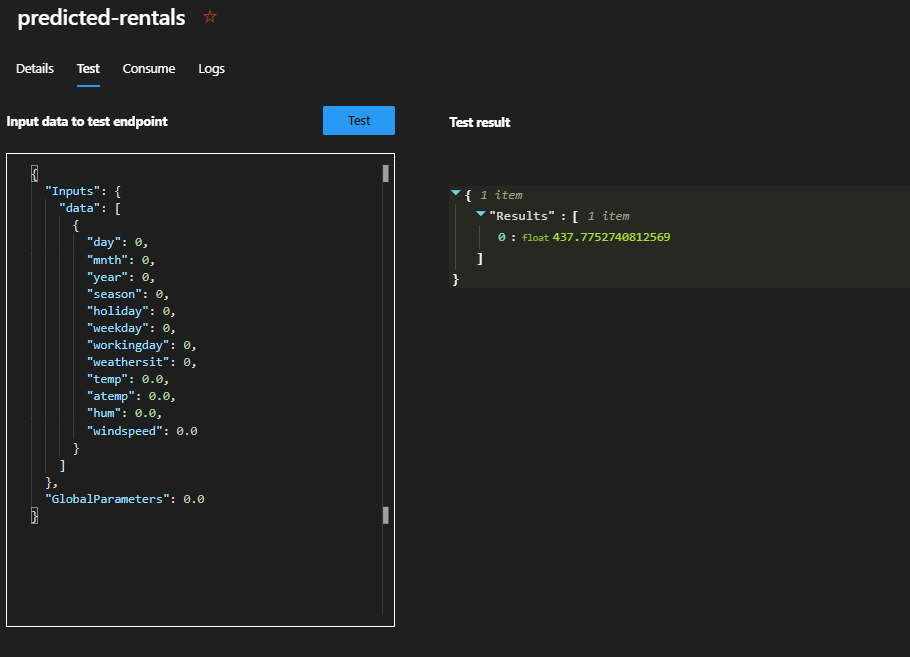 predicted-rentals
Details Test Consume Logs
Input data to test endpoint
Test
{
"Inputs": {
"data": [
{
"day": 0,
"mnth": 0,
"year": 0,
"season": 0,
"holiday": 0,
"weekday": 0,
"workingday": 0,
"weathersit": 0,
"temp": 0.0,
"atemp": 0.0,
"hum": 0.0,
"windspeed": 0.0
}
]
},
"GlobalParameters": 0.0
}
Test result
{ 1 item
"Results" : [ 1 item
0 : float 437.7752740812569
]
}